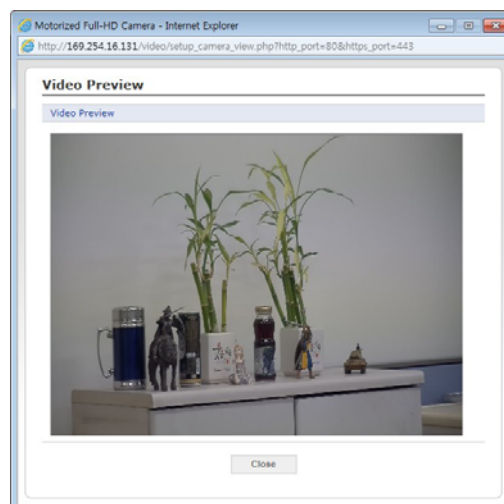 Motorized Full-HD Camera - Internet Explorer
http://169.254.16.131/video/setup_camera_view.php?http_port=80&https_port=443
Video Preview
Video Preview
Close